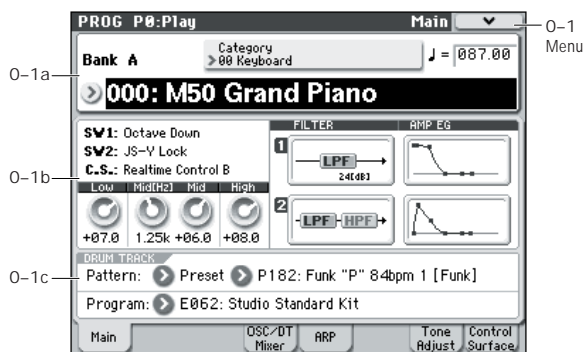 PROG P0:Play Main
0–1
Menu
Bank A
Category
00 Keyboard
♩ = 087.00
0–1a
000: M50 Grand Piano
SW1: Octave Down
SW2: JS-Y Lock
C.S.: Realtime Control B
FILTER AMP EG
1 LPF
24[dB]
0–1b
Low Mid[Hz] Mid High
+07.0 1.25k +06.0 +08.0
2 LPF HPF
DRUM TRACK
0–1c
Pattern: Preset P182: Funk "P" 84bpm 1 [Funk]
Program: E062: Studio Standard Kit
Main OSC/DT Mixer ARP Tone Adjust Control Surface